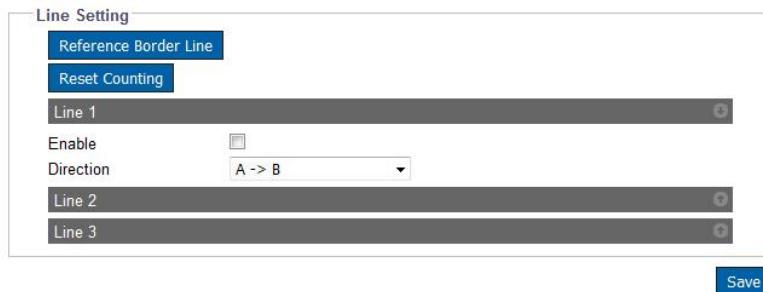 Line Setting
Reference Border Line
Reset Counting
Line 1
Enable
Direction A -> B
Line 2
Line 3
Save